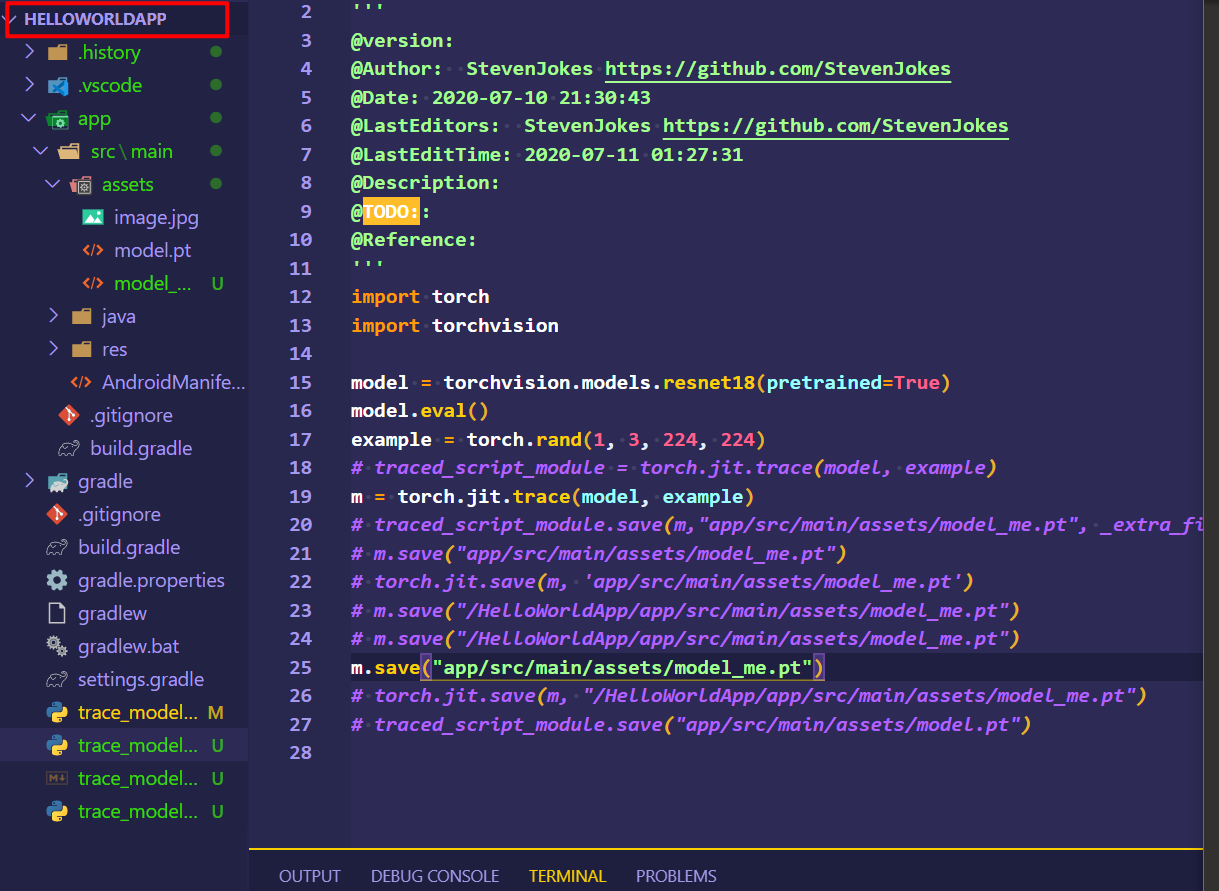 HELLOWORLDAPP
.history
.vscode
app
src\main
assets
image.jpg
model.pt
model_... U
java
res
AndroidManife...
.gitignore
build.gradle
gradle
.gitignore
build.gradle
gradle.properties
gradlew
gradlew.bat
settings.gradle
trace_model... M
trace_model... U
trace_model... U
trace_model... U
2 '''
3 @version:
4 @Author:  StevenJokes https://github.com/StevenJokes
5 @Date: 2020-07-10 21:30:43
6 @LastEditors:  StevenJokes https://github.com/StevenJokes
7 @LastEditTime: 2020-07-11 01:27:31
8 @Description:
9 @TODO::
10 @Reference:
11 '''
12 import torch
13 import torchvision
14
15 model = torchvision.models.resnet18(pretrained=True)
16 model.eval()
17 example = torch.rand(1, 3, 224, 224)
18 # traced_script_module = torch.jit.trace(model, example)
19 m = torch.jit.trace(model, example)
20 # traced_script_module.save(m,"app/src/main/assets/model_me.pt", _extra_fi
21 # m.save("app/src/main/assets/model_me.pt")
22 # torch.jit.save(m, 'app/src/main/assets/model_me.pt')
23 # m.save("/HelloWorldApp/app/src/main/assets/model_me.pt")
24 # m.save("/HelloWorldApp/app/src/main/assets/model_me.pt")
25 m.save("app/src/main/assets/model_me.pt")
26 # torch.jit.save(m, "/HelloWorldApp/app/src/main/assets/model_me.pt")
27 # traced_script_module.save("app/src/main/assets/model.pt")
28
OUTPUT DEBUG CONSOLE TERMINAL PROBLEMS